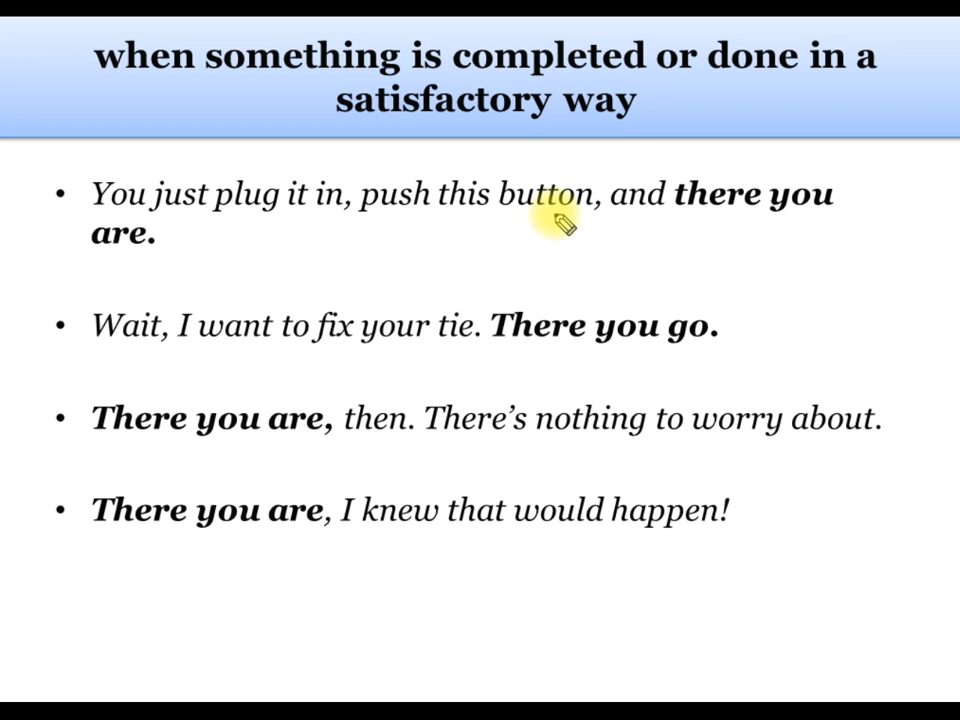 when something is completed or done in a
satisfactory way
• You just plug it in, push this button, and there you
are.
• Wait, I want to fix your tie. There you go.
• There you are, then. There's nothing to worry about.
• There you are, I knew that would happen!